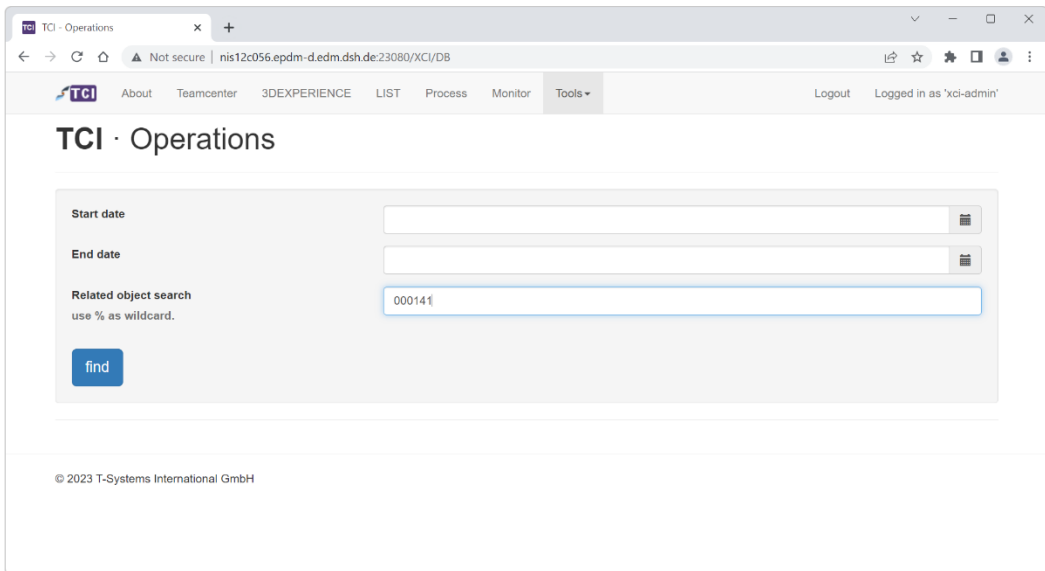 TCI TCI - Operations
Not secure | nis12c056.epdm-d.edm.dsh.de:23080/XCI/DB
TCI About Teamcenter 3DEXPERIENCE LIST Process Monitor Tools Logout Logged in as 'xci-admin'
TCI · Operations
Start date
End date
Related object search 000141
use % as wildcard.
find
© 2023 T-Systems International GmbH